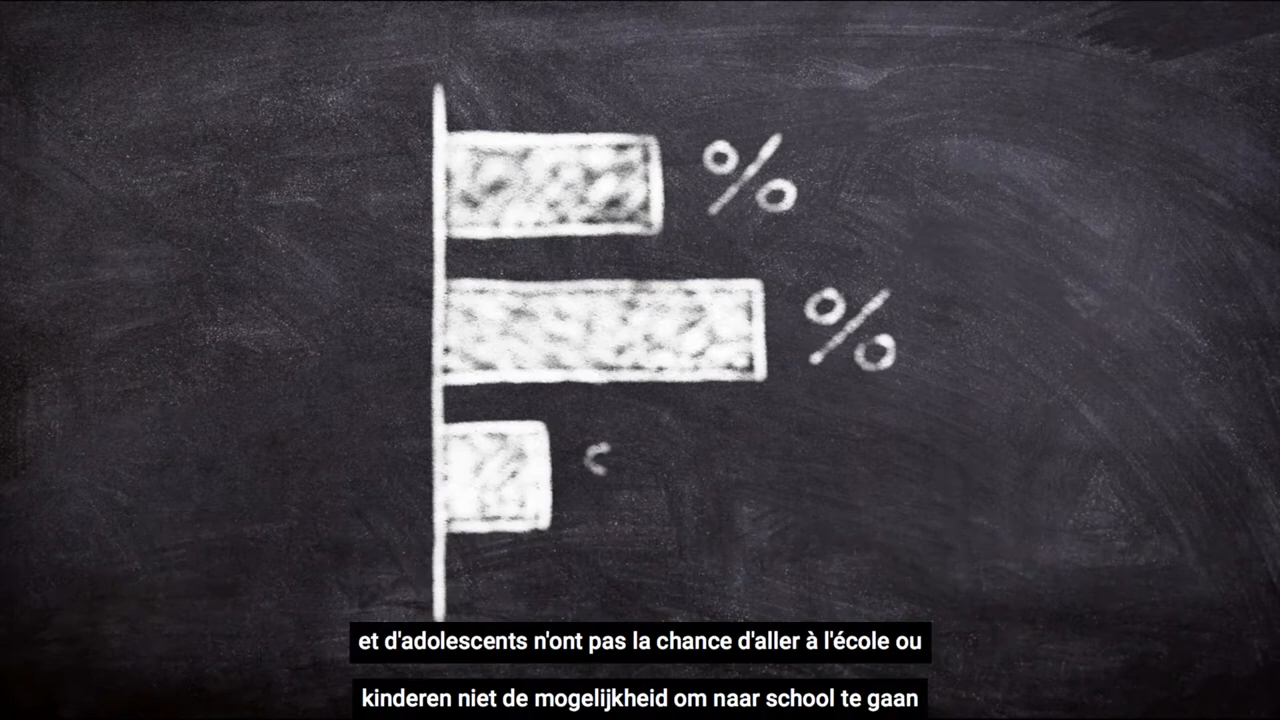 %
%
et d'adolescents n'ont pas la chance d'aller à l'école ou
kinderen niet de mogelijkheid om naar school te gaan